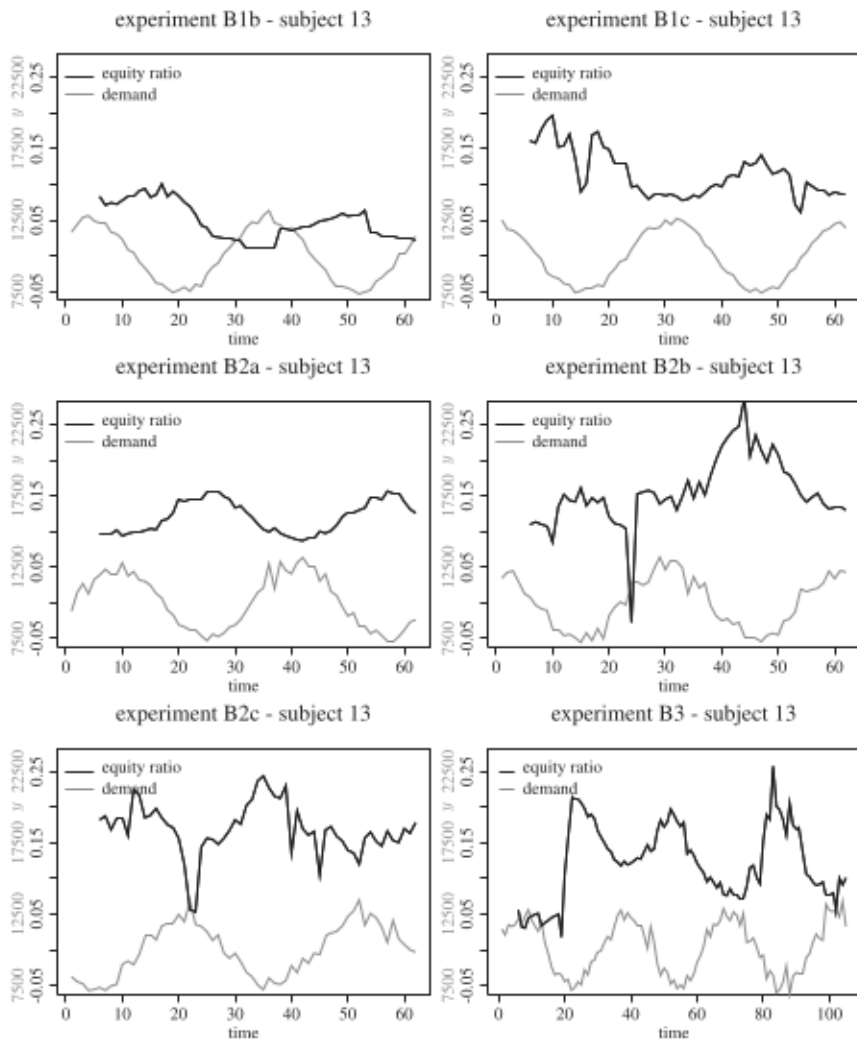 experiment B1b - subject 13
equity ratio
demand
7500 12500 17500 y 22500
-0.05 0.05 0.15 0.25
0 10 20 30 40 50 60
time
experiment B1c - subject 13
equity ratio
demand
7500 12500 17500 y 22500
-0.05 0.05 0.15 0.25
0 10 20 30 40 50 60
time
experiment B2a - subject 13
equity ratio
demand
7500 12500 17500 y 22500
-0.05 0.05 0.15 0.25
0 10 20 30 40 50 60
time
experiment B2b - subject 13
equity ratio
demand
7500 12500 17500 y 22500
-0.05 0.05 0.15 0.25
0 10 20 30 40 50 60
time
experiment B2c - subject 13
equity ratio
demand
7500 12500 17500 y 22500
-0.05 0.05 0.15 0.25
0 10 20 30 40 50 60
time
experiment B3 - subject 13
equity ratio
demand
7500 12500 17500 y 22500
-0.05 0.05 0.15 0.25
0 20 40 60 80 100
time